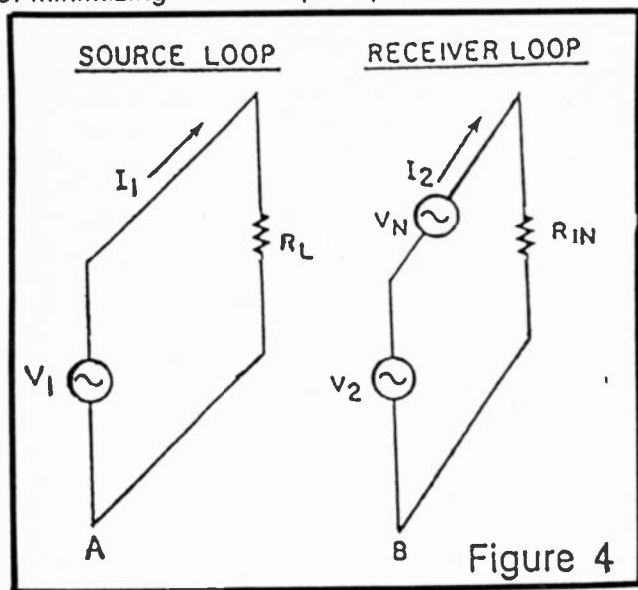 SOURCE LOOP
RECEIVER LOOP
I1
I2
VN
RL
RIN
V1
V2
A
B
Figure 4